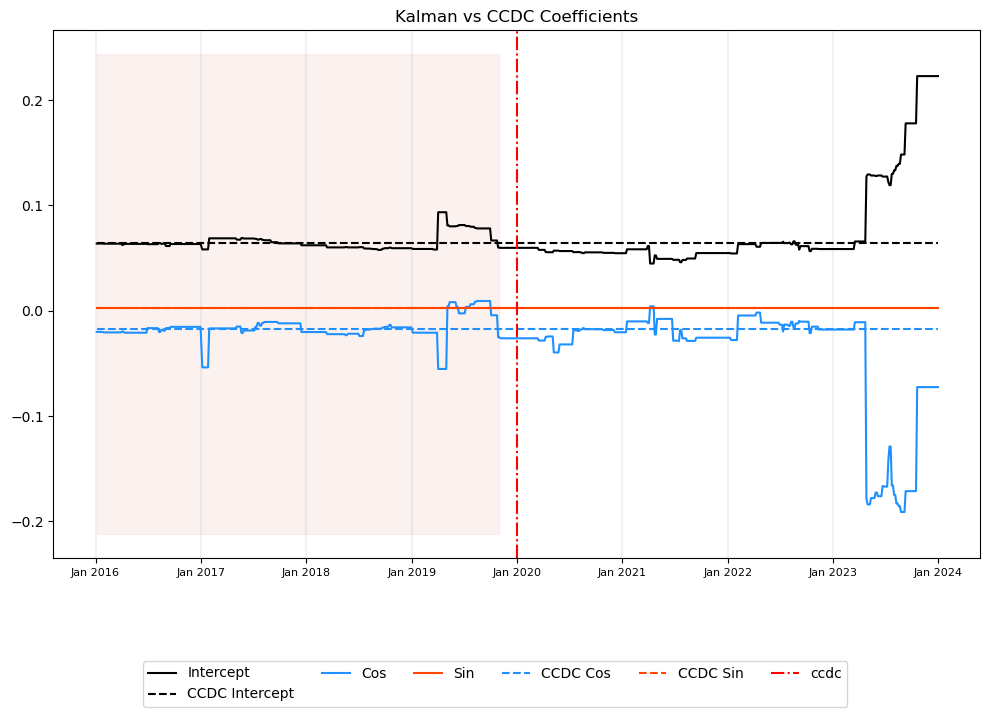 Kalman vs CCDC Coefficients
0.2
0.1
0.0
−0.1
−0.2
Jan 2016 Jan 2017 Jan 2018 Jan 2019 Jan 2020 Jan 2021 Jan 2022 Jan 2023 Jan 2024
Intercept Cos Sin CCDC Cos CCDC Sin ccdc
CCDC Intercept